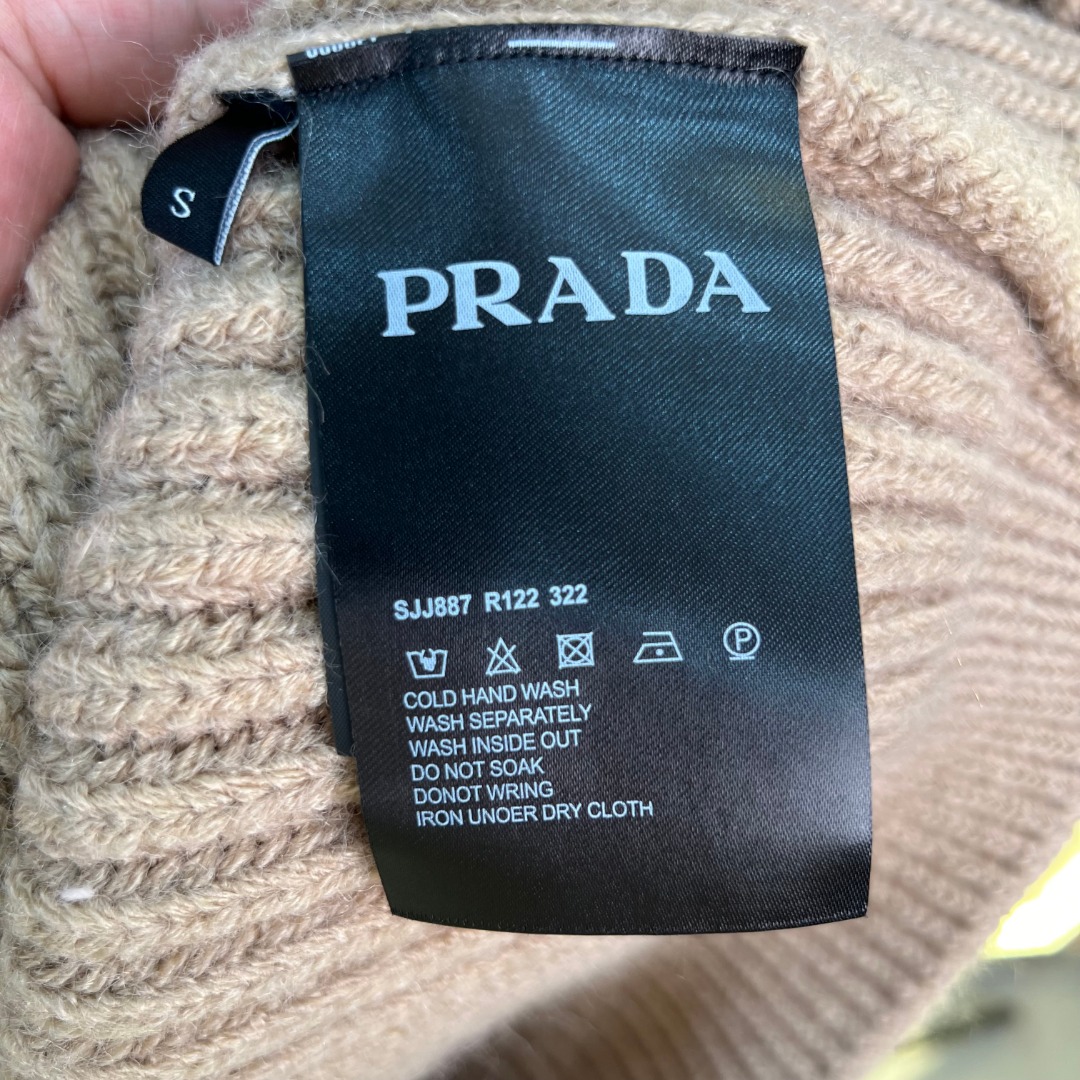 S
PRADA
SJJ887 R122 322
P
COLD HAND WASH
WASH SEPARATELY
WASH INSIDE OUT
DO NOT SOAK
DONOT WRING
IRON UNOER DRY CLOTH